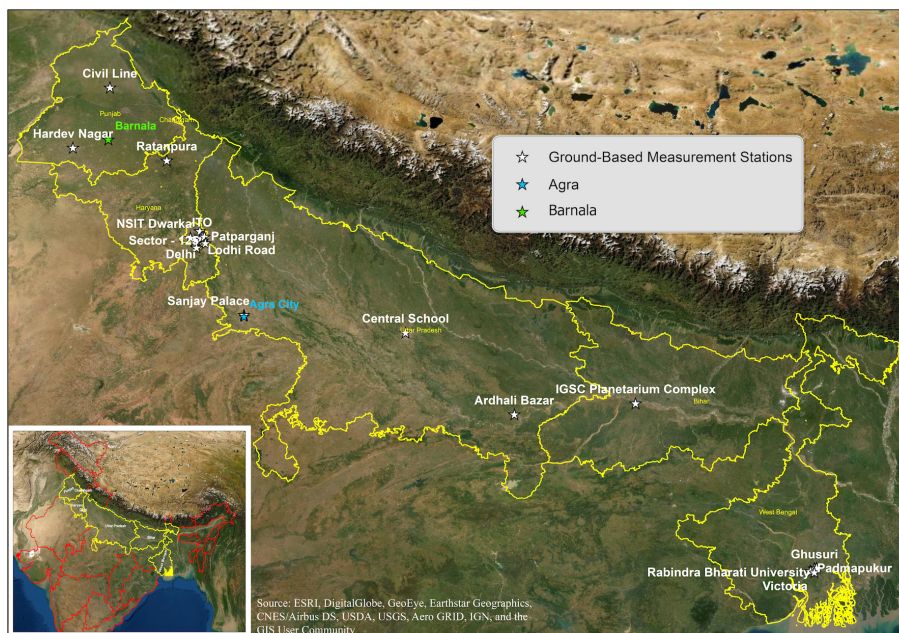 Civil Line
Punjab
Chandigarh
Barnala
Hardev Nagar
Ratanpura
Haryana
NSIT Dwarka
ITO
Sector - 125
Patparganj
Delhi
Lodhi Road
Sanjay Palace
Agra City
Central School
Uttar Pradesh
Ardhali Bazar
IGSC Planetarium Complex
Bihar
West Bengal
Ghusuri
Rabindra Bharati University
Padmapukur
Victoria
Ground-Based Measurement Stations
Agra
Barnala
Uttar Pradesh
Bihar
Source: ESRI, DigitalGlobe, GeoEye, Earthstar Geographics,
CNES/Airbus DS, USDA, USGS, Aero GRID, IGN, and the
GIS User Community